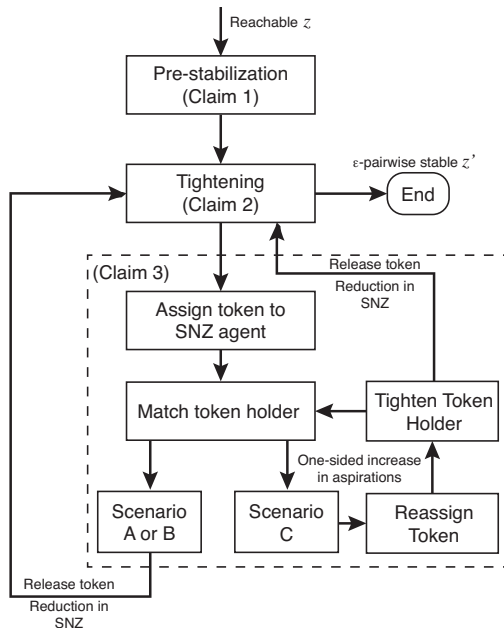 Reachable z
Pre-stabilization
(Claim 1)
ε-pairwise stable z'
Tightening
(Claim 2)
End
(Claim 3)
Release token
Reduction in
SNZ
Assign token to
SNZ agent
Match token holder
Tighten Token
Holder
One-sided increase
in aspirations
Scenario
A or B
Scenario
C
Reassign
Token
Release token
Reduction in
SNZ